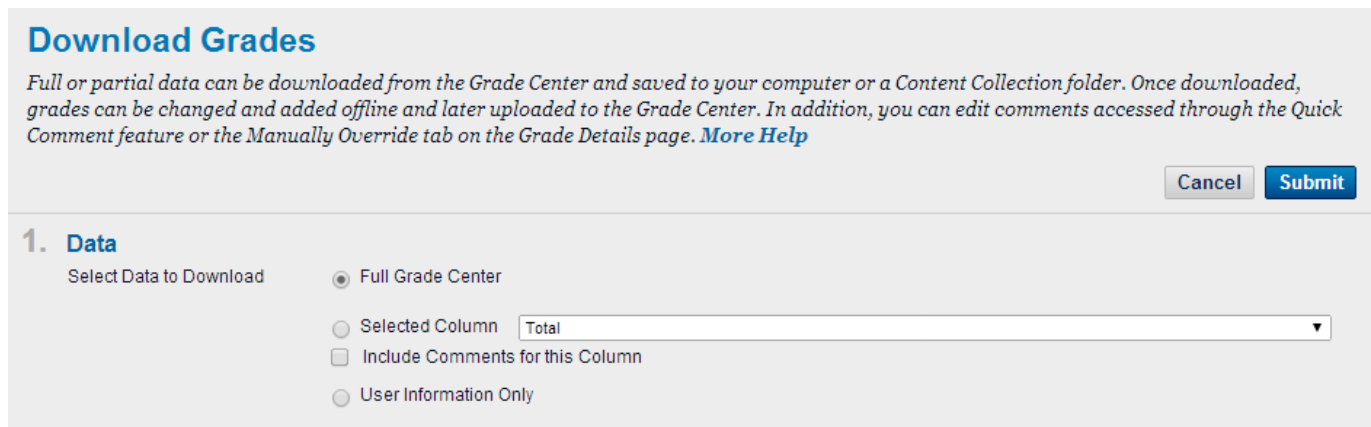 Download Grades
Full or partial data can be downloaded from the Grade Center and saved to your computer or a Content Collection folder. Once downloaded,
grades can be changed and added offline and later uploaded to the Grade Center. In addition, you can edit comments accessed through the Quick
Comment feature or the Manually Override tab on the Grade Details page. More Help
Cancel Submit
1. Data
Select Data to Download Full Grade Center
Selected Column Total
Include Comments for this Column
User Information Only